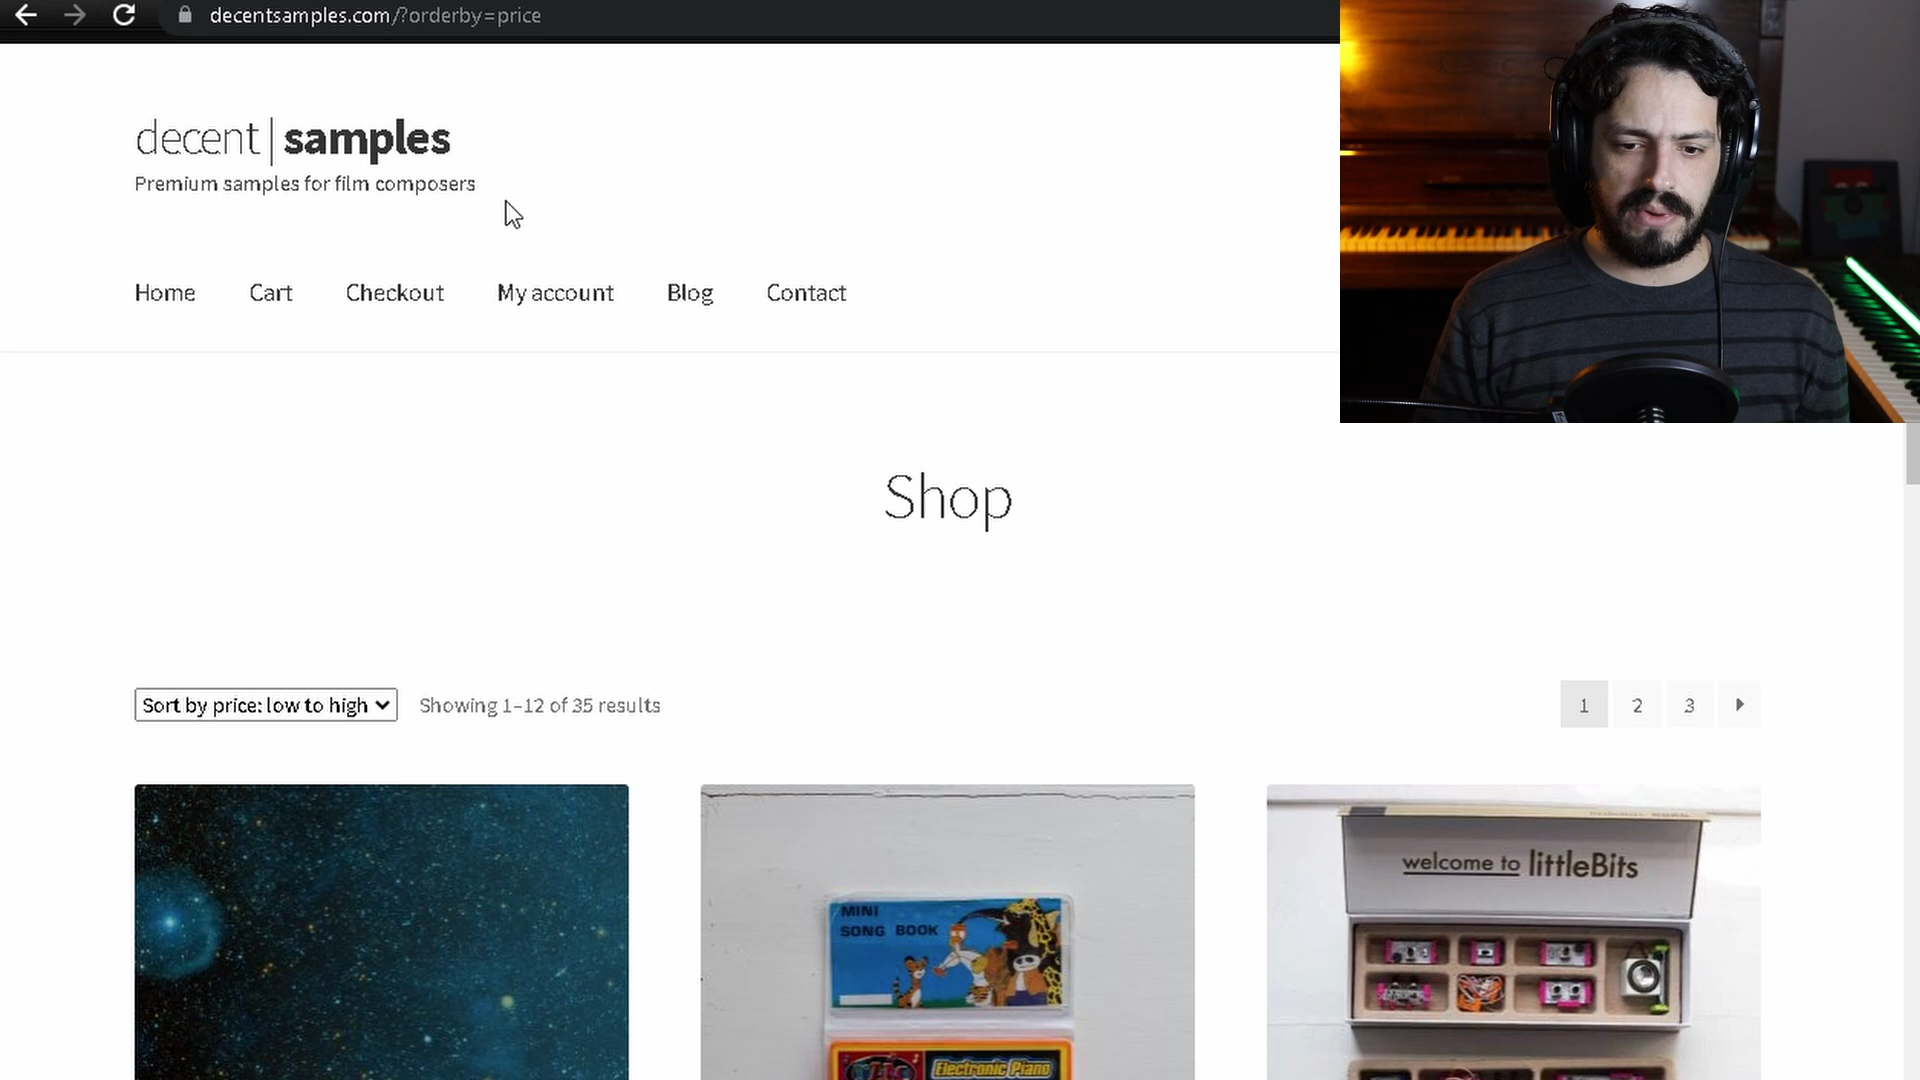 decentsamples.com/?orderby=price
decent|samples
Premium samples for film composers
Home Cart Checkout My account Blog Contact
Shop
Sort by price: low to high
Showing 1–12 of 35 results
1 2 3
MINI
SONG BOOK
Electronic Piano
welcome to littleBits